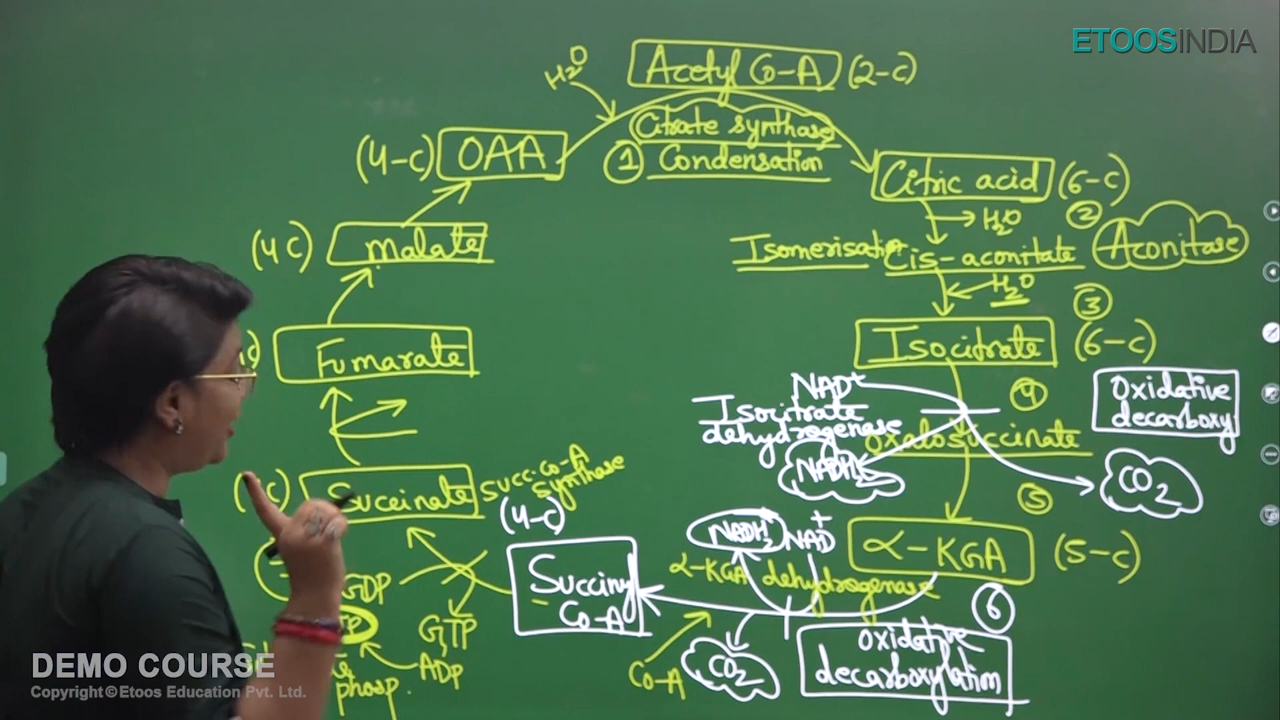 ETOOSINDIA
H2O
Acetyl Co-A (2-c)
Citrate synthase
① Condensation
(4-c) OAA
Citric acid (6-c)
H2O ②
Aconitase
(4c) Malate
Isomerisation Cis-aconitate
H2O
③
Fumarate
Isocitrate (6-c)
NAD+
④
Oxidative
decarboxy
Isocitrate
dehydrogenase
oxalosuccinate
NADH2
CO2
Succinate
succ. Co-A
synthase
(4-c)
⑤
NADH2 NAD+
α-KGA (5-c)
α-KGA dehydrogenase
Succinyl
Co-A
GDP
⑥
GTP
oxidative
decarboxylation
CO2
Co-A
ADP
phosp.
DEMO COURSE
Copyright © Etoos Education Pvt. Ltd.